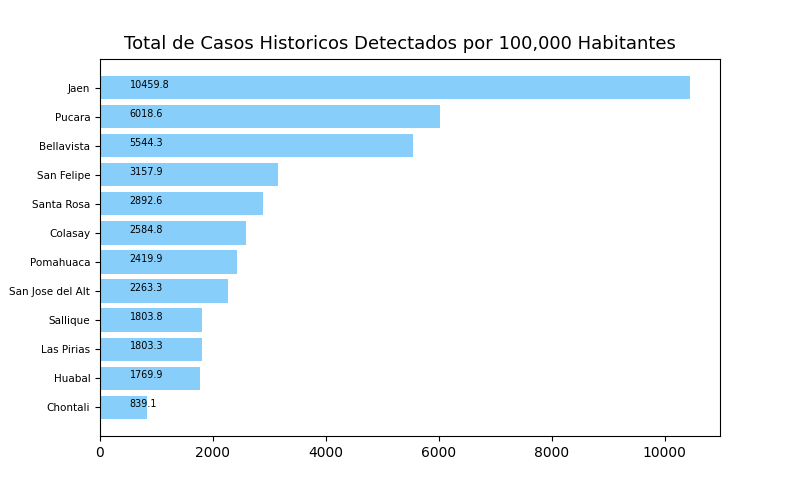 Total de Casos Historicos Detectados por 100,000 Habitantes
Jaen 10459.8
Pucara 6018.6
Bellavista 5544.3
San Felipe 3157.9
Santa Rosa 2892.6
Colasay 2584.8
Pomahuaca 2419.9
San Jose del Alt 2263.3
Sallique 1803.8
Las Pirias 1803.3
Huabal 1769.9
Chontali 839.1
0 2000 4000 6000 8000 10000